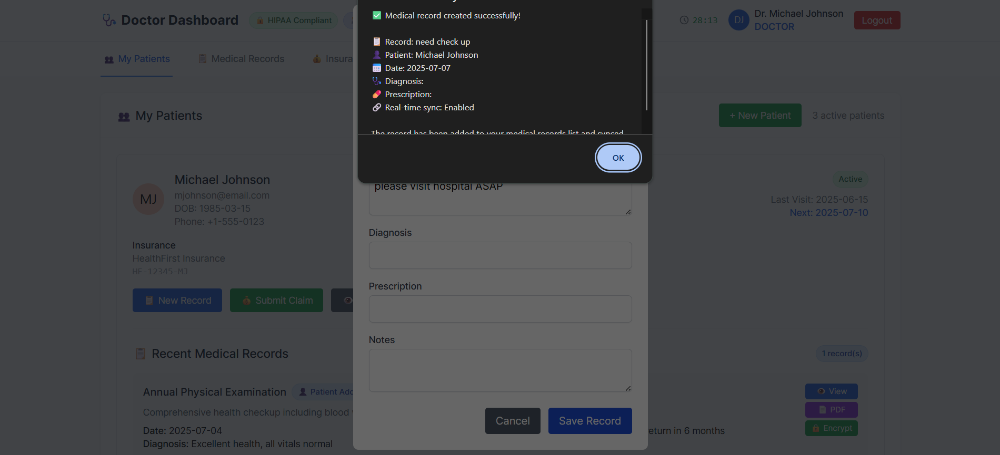 Doctor Dashboard
HIPAA Compliant
28:13
DJ
Dr. Michael Johnson
DOCTOR
Logout
My Patients
Medical Records
Medical record created successfully!
Record: need check up
Patient: Michael Johnson
Date: 2025-07-07
Diagnosis:
Prescription:
Real-time sync: Enabled
The record has been added to your medical records list and synced
OK
My Patients
+ New Patient
3 active patients
MJ
Michael Johnson
mjohnson@email.com
DOB: 1985-03-15
Phone: +1-555-0123
Active
Last Visit: 2025-06-15
Next: 2025-07-10
Insurance
HealthFirst Insurance
HF-12345-MJ
New Record
Submit Claim
please visit hospital ASAP
Diagnosis
Prescription
Notes
Cancel
Save Record
Recent Medical Records
1 record(s)
Annual Physical Examination
Patient Add
Comprehensive health checkup including blood
Date: 2025-07-04
Diagnosis: Excellent health, all vitals normal
eturn in 6 months
View
PDF
Encrypt